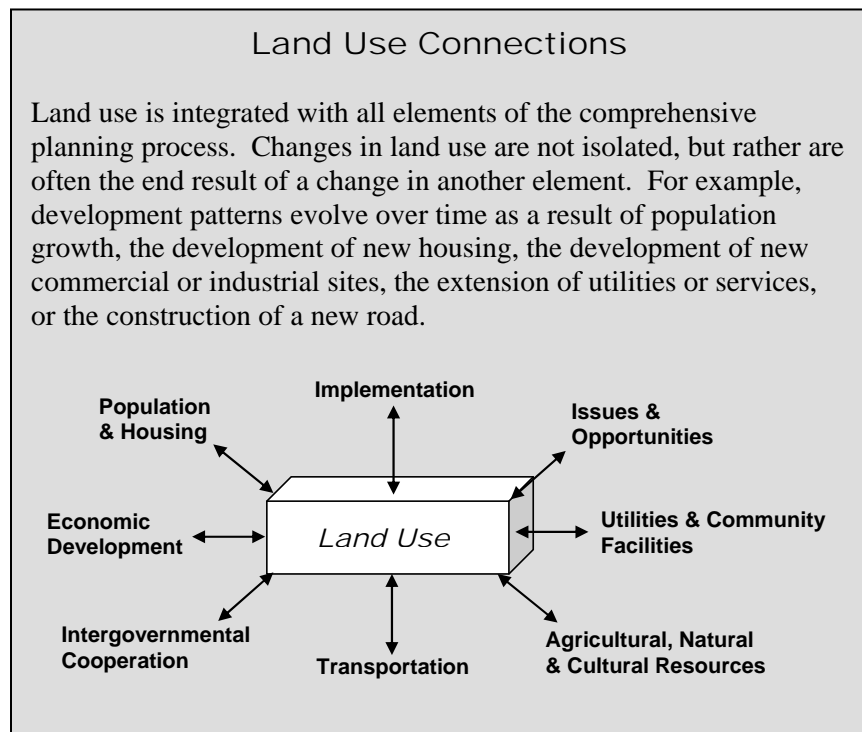 Land Use Connections
Land use is integrated with all elements of the comprehensive
planning process.  Changes in land use are not isolated, but rather are
often the end result of a change in another element.  For example,
development patterns evolve over time as a result of population
growth, the development of new housing, the development of new
commercial or industrial sites, the extension of utilities or services,
or the construction of a new road.
Implementation
Population
& Housing
Issues &
Opportunities
Economic
Development
Land Use
Utilities & Community
Facilities
Intergovernmental
Cooperation
Transportation
Agricultural, Natural
& Cultural Resources